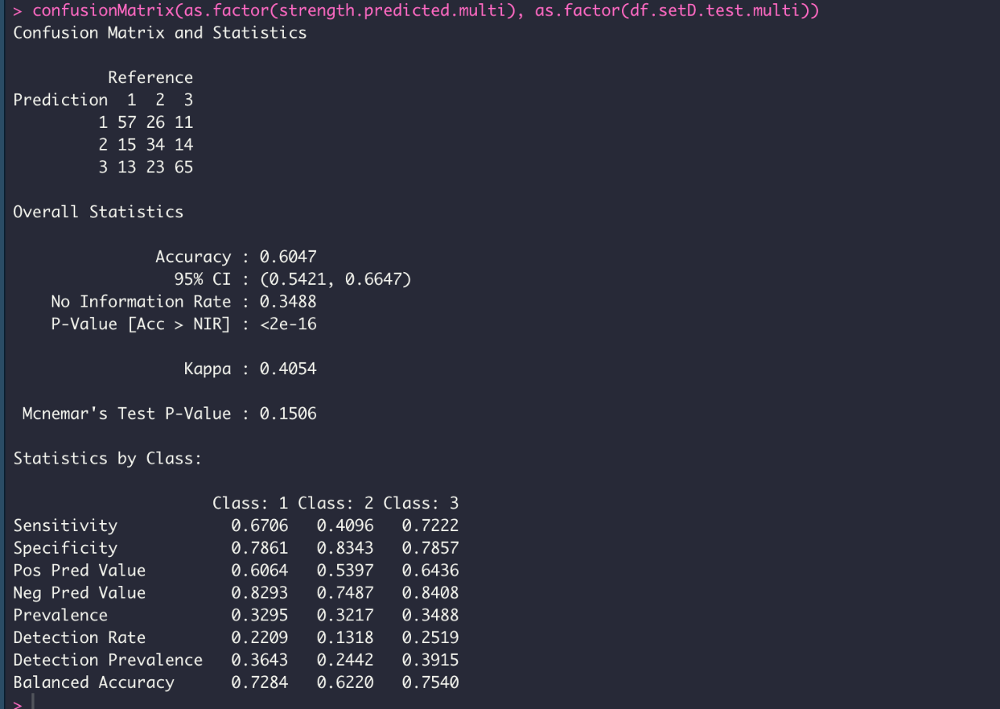 > confusionMatrix(as.factor(strength.predicted.multi), as.factor(df.setD.test.multi))
Confusion Matrix and Statistics
Reference
Prediction 1 2 3
1 57 26 11
2 15 34 14
3 13 23 65
Overall Statistics
Accuracy : 0.6047
95% CI : (0.5421, 0.6647)
No Information Rate : 0.3488
P-Value [Acc > NIR] : <2e-16
Kappa : 0.4054
Mcnemar's Test P-Value : 0.1506
Statistics by Class:
Class: 1 Class: 2 Class: 3
Sensitivity 0.6706 0.4096 0.7222
Specificity 0.7861 0.8343 0.7857
Pos Pred Value 0.6064 0.5397 0.6436
Neg Pred Value 0.8293 0.7487 0.8408
Prevalence 0.3295 0.3217 0.3488
Detection Rate 0.2209 0.1318 0.2519
Detection Prevalence 0.3643 0.2442 0.3915
Balanced Accuracy 0.7284 0.6220 0.7540
>